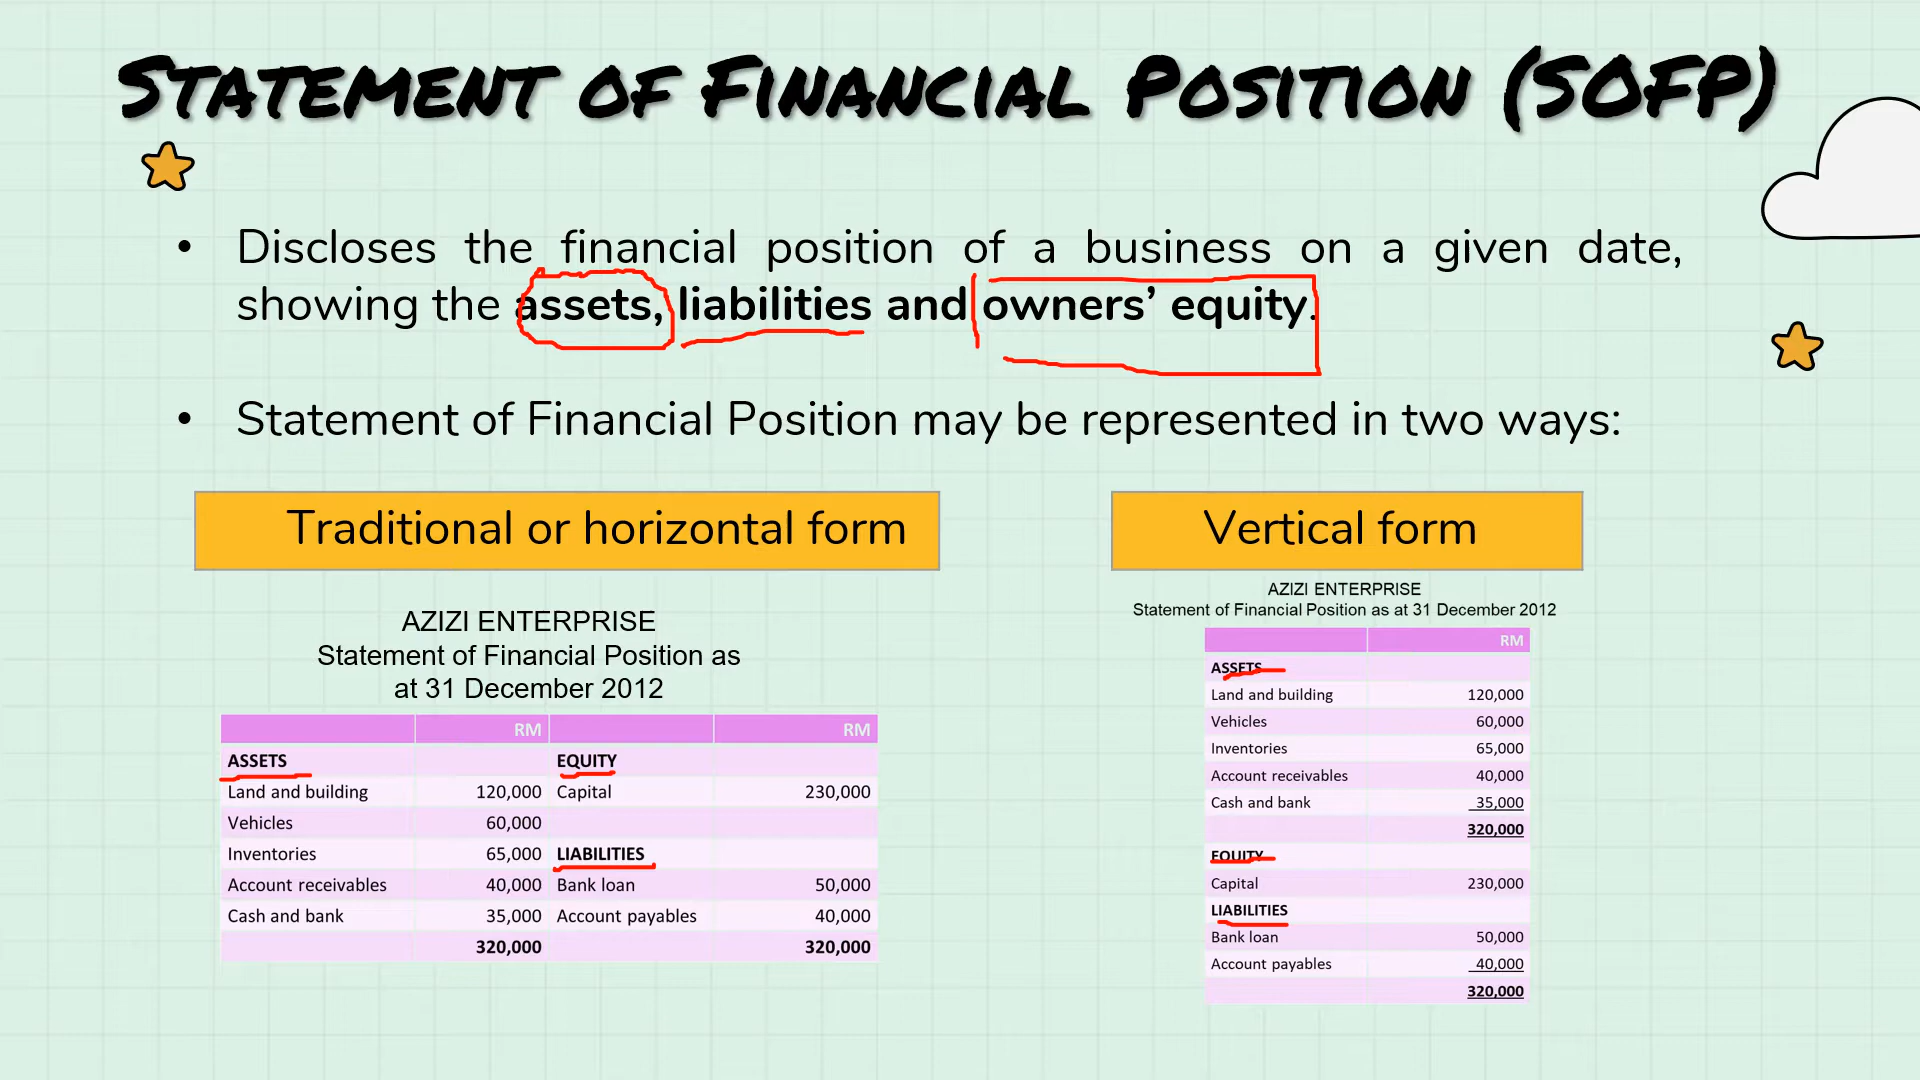 STATEMENT OF FINANCIAL POSITION (SOFP)
• Discloses the financial position of a business on a given date,
showing the assets, liabilities and owners’ equity.
• Statement of Financial Position may be represented in two ways:
Traditional or horizontal form
AZIZI ENTERPRISE
Statement of Financial Position as
at 31 December 2012
RM RM
ASSETS EQUITY
Land and building 120,000 Capital 230,000
Vehicles 60,000
Inventories 65,000 LIABILITIES
Account receivables 40,000 Bank loan 50,000
Cash and bank 35,000 Account payables 40,000
320,000 320,000
Vertical form
AZIZI ENTERPRISE
Statement of Financial Position as at 31 December 2012
RM
ASSETS
Land and building 120,000
Vehicles 60,000
Inventories 65,000
Account receivables 40,000
Cash and bank 35,000
320,000
EQUITY
Capital 230,000
LIABILITIES
Bank loan 50,000
Account payables 40,000
320,000